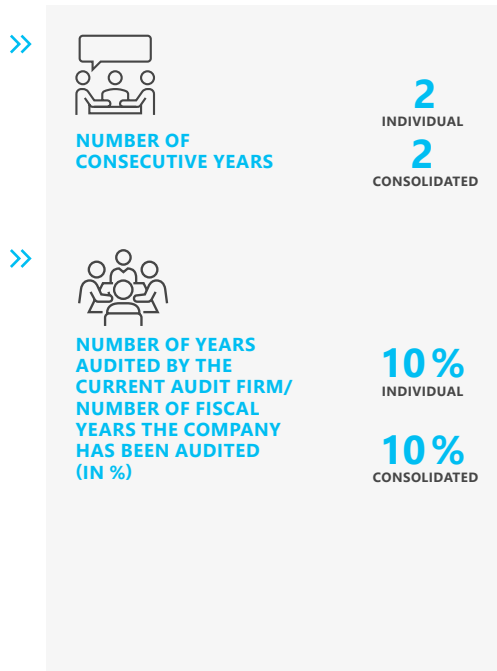 NUMBER OF
CONSECUTIVE YEARS
2
INDIVIDUAL
2
CONSOLIDATED
NUMBER OF YEARS
AUDITED BY THE
CURRENT AUDIT FIRM/
NUMBER OF FISCAL
YEARS THE COMPANY
HAS BEEN AUDITED
(IN %)
10%
INDIVIDUAL
10%
CONSOLIDATED